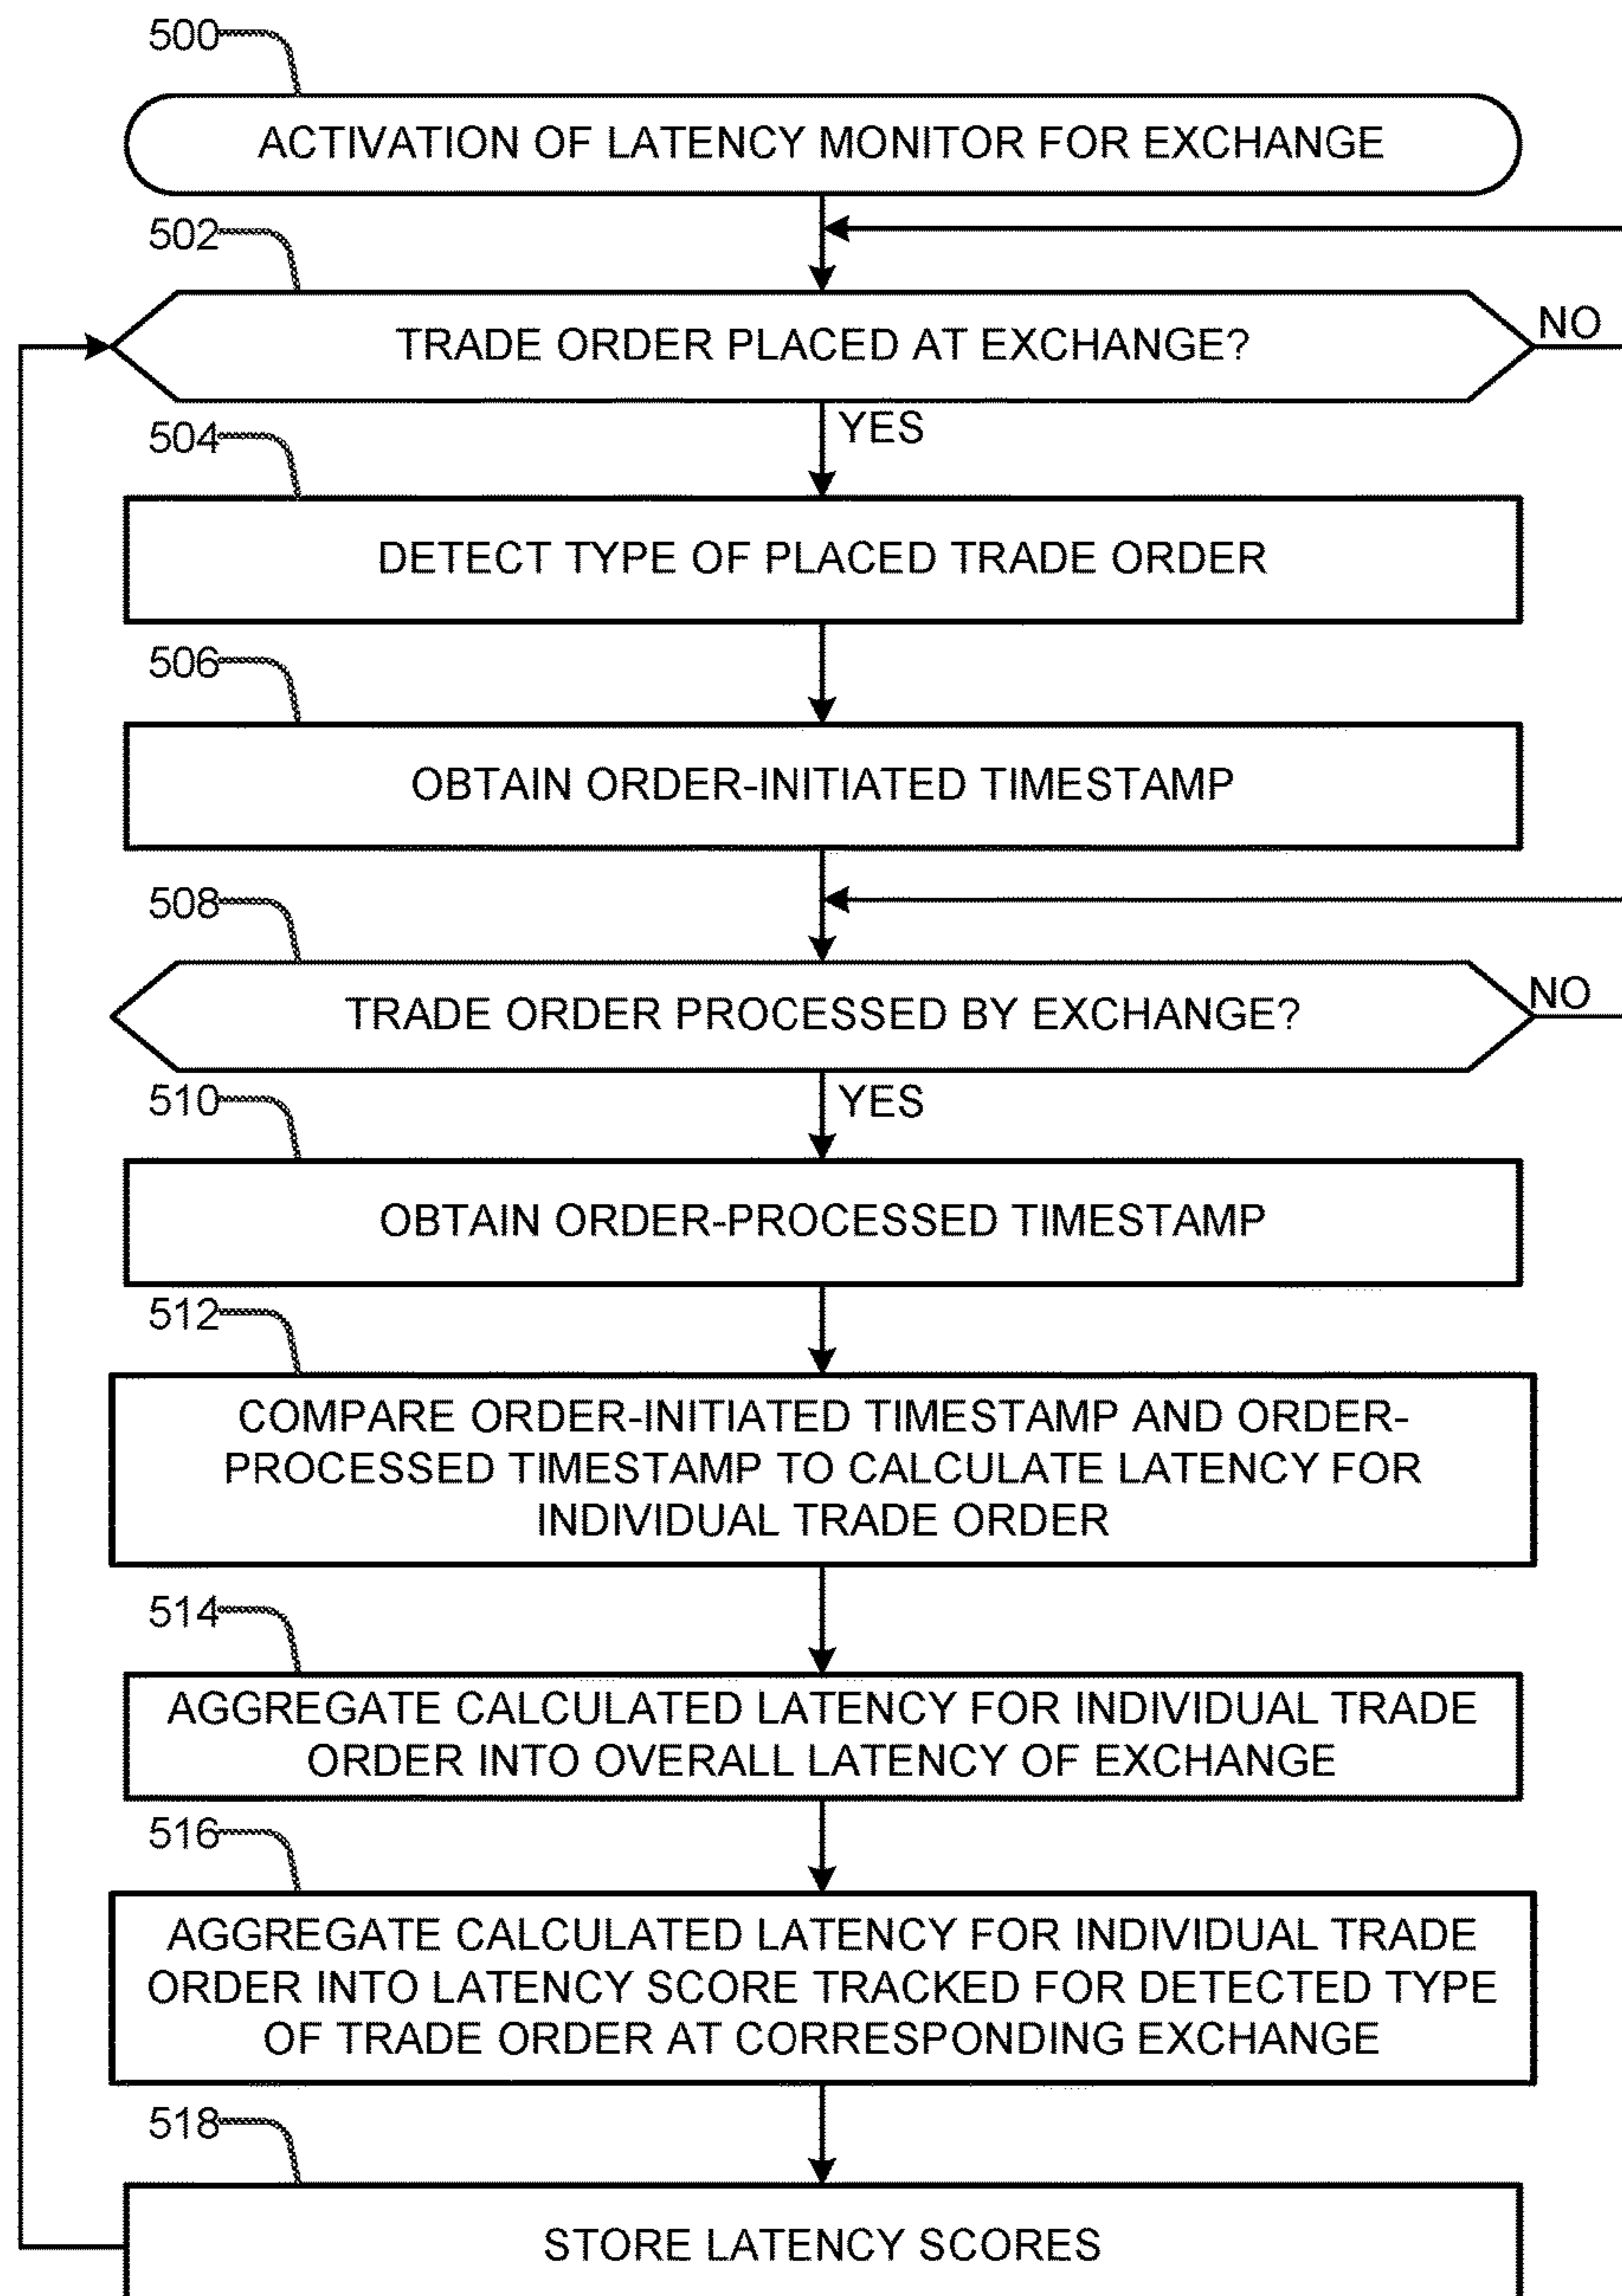 500
ACTIVATION OF LATENCY MONITOR FOR EXCHANGE
502
TRADE ORDER PLACED AT EXCHANGE?
NO
YES
504
DETECT TYPE OF PLACED TRADE ORDER
506
OBTAIN ORDER-INITIATED TIMESTAMP
508
TRADE ORDER PROCESSED BY EXCHANGE?
NO
YES
510
OBTAIN ORDER-PROCESSED TIMESTAMP
512
COMPARE ORDER-INITIATED TIMESTAMP AND ORDER-
PROCESSED TIMESTAMP TO CALCULATE LATENCY FOR
INDIVIDUAL TRADE ORDER
514
AGGREGATE CALCULATED LATENCY FOR INDIVIDUAL TRADE
ORDER INTO OVERALL LATENCY OF EXCHANGE
516
AGGREGATE CALCULATED LATENCY FOR INDIVIDUAL TRADE
ORDER INTO LATENCY SCORE TRACKED FOR DETECTED TYPE
OF TRADE ORDER AT CORRESPONDING EXCHANGE
518
STORE LATENCY SCORES